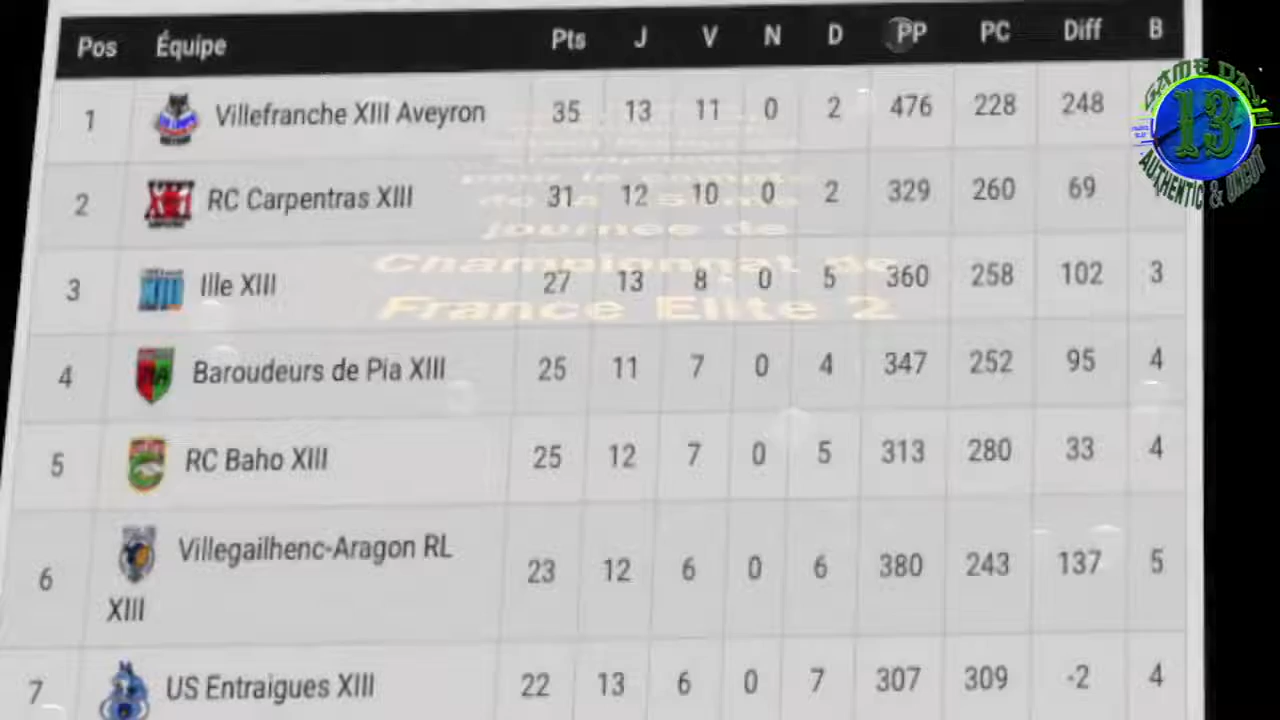 Pos Équipe Pts J V N D PP PC Diff B
1 Villefranche XIII Aveyron 35 13 11 0 2 476 228 248
2 RC Carpentras XIII 31 12 10 0 2 329 260 69
3 Ille XIII 27 13 8 0 5 360 258 102 3
4 Baroudeurs de Pia XIII 25 11 7 0 4 347 252 95 4
5 RC Baho XIII 25 12 7 0 5 313 280 33 4
6 Villegailhenc-Aragon RL XIII 23 12 6 0 6 380 243 137 5
7 US Entraigues XIII 22 13 6 0 7 307 309 -2 4
journée de
Championnat de
France Elite 2
GAME DAY
13
AUTHENTIC & UNCUT